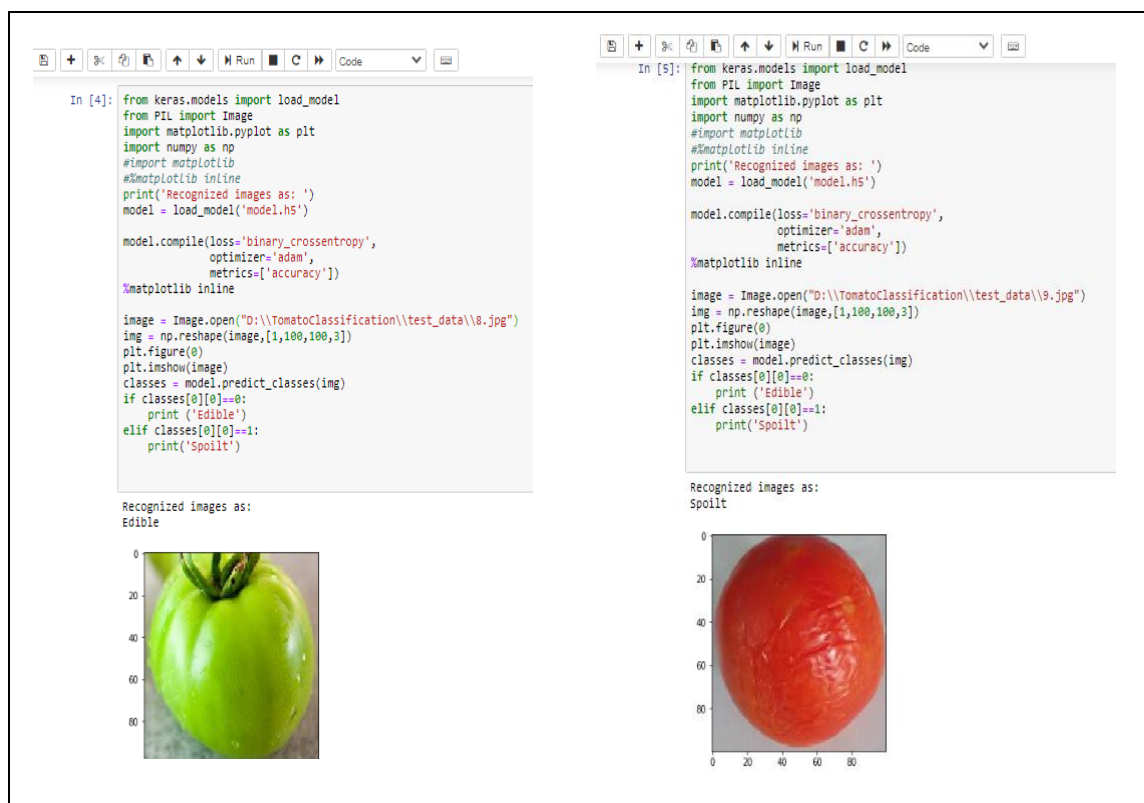 Run
Code
In [4]:
from keras.models import load_model
from PIL import Image
import matplotlib.pyplot as plt
import numpy as np
#import matplotlib
#%matplotlib inline
print('Recognized images as: ')
model = load_model('model.h5')
model.compile(loss='binary_crossentropy',
optimizer='adam',
metrics=['accuracy'])
%matplotlib inline
image = Image.open("D:\\TomatoClassification\\test_data\\8.jpg")
img = np.reshape(image,[1,100,100,3])
plt.figure(0)
plt.imshow(image)
classes = model.predict_classes(img)
if classes[0][0]==0:
print ('Edible')
elif classes[0][0]==1:
print('Spoilt')
Recognized images as:
Edible
0
20
40
60
80
Run
Code
In [5]:
from keras.models import load_model
from PIL import Image
import matplotlib.pyplot as plt
import numpy as np
#import matplotlib
#%matplotlib inline
print('Recognized images as: ')
model = load_model('model.h5')
model.compile(loss='binary_crossentropy',
optimizer='adam',
metrics=['accuracy'])
%matplotlib inline
image = Image.open("D:\\TomatoClassification\\test_data\\9.jpg")
img = np.reshape(image,[1,100,100,3])
plt.figure(0)
plt.imshow(image)
classes = model.predict_classes(img)
if classes[0][0]==0:
print ('Edible')
elif classes[0][0]==1:
print('Spoilt')
Recognized images as:
Spoilt
0
20
40
60
80
0 20 40 60 80